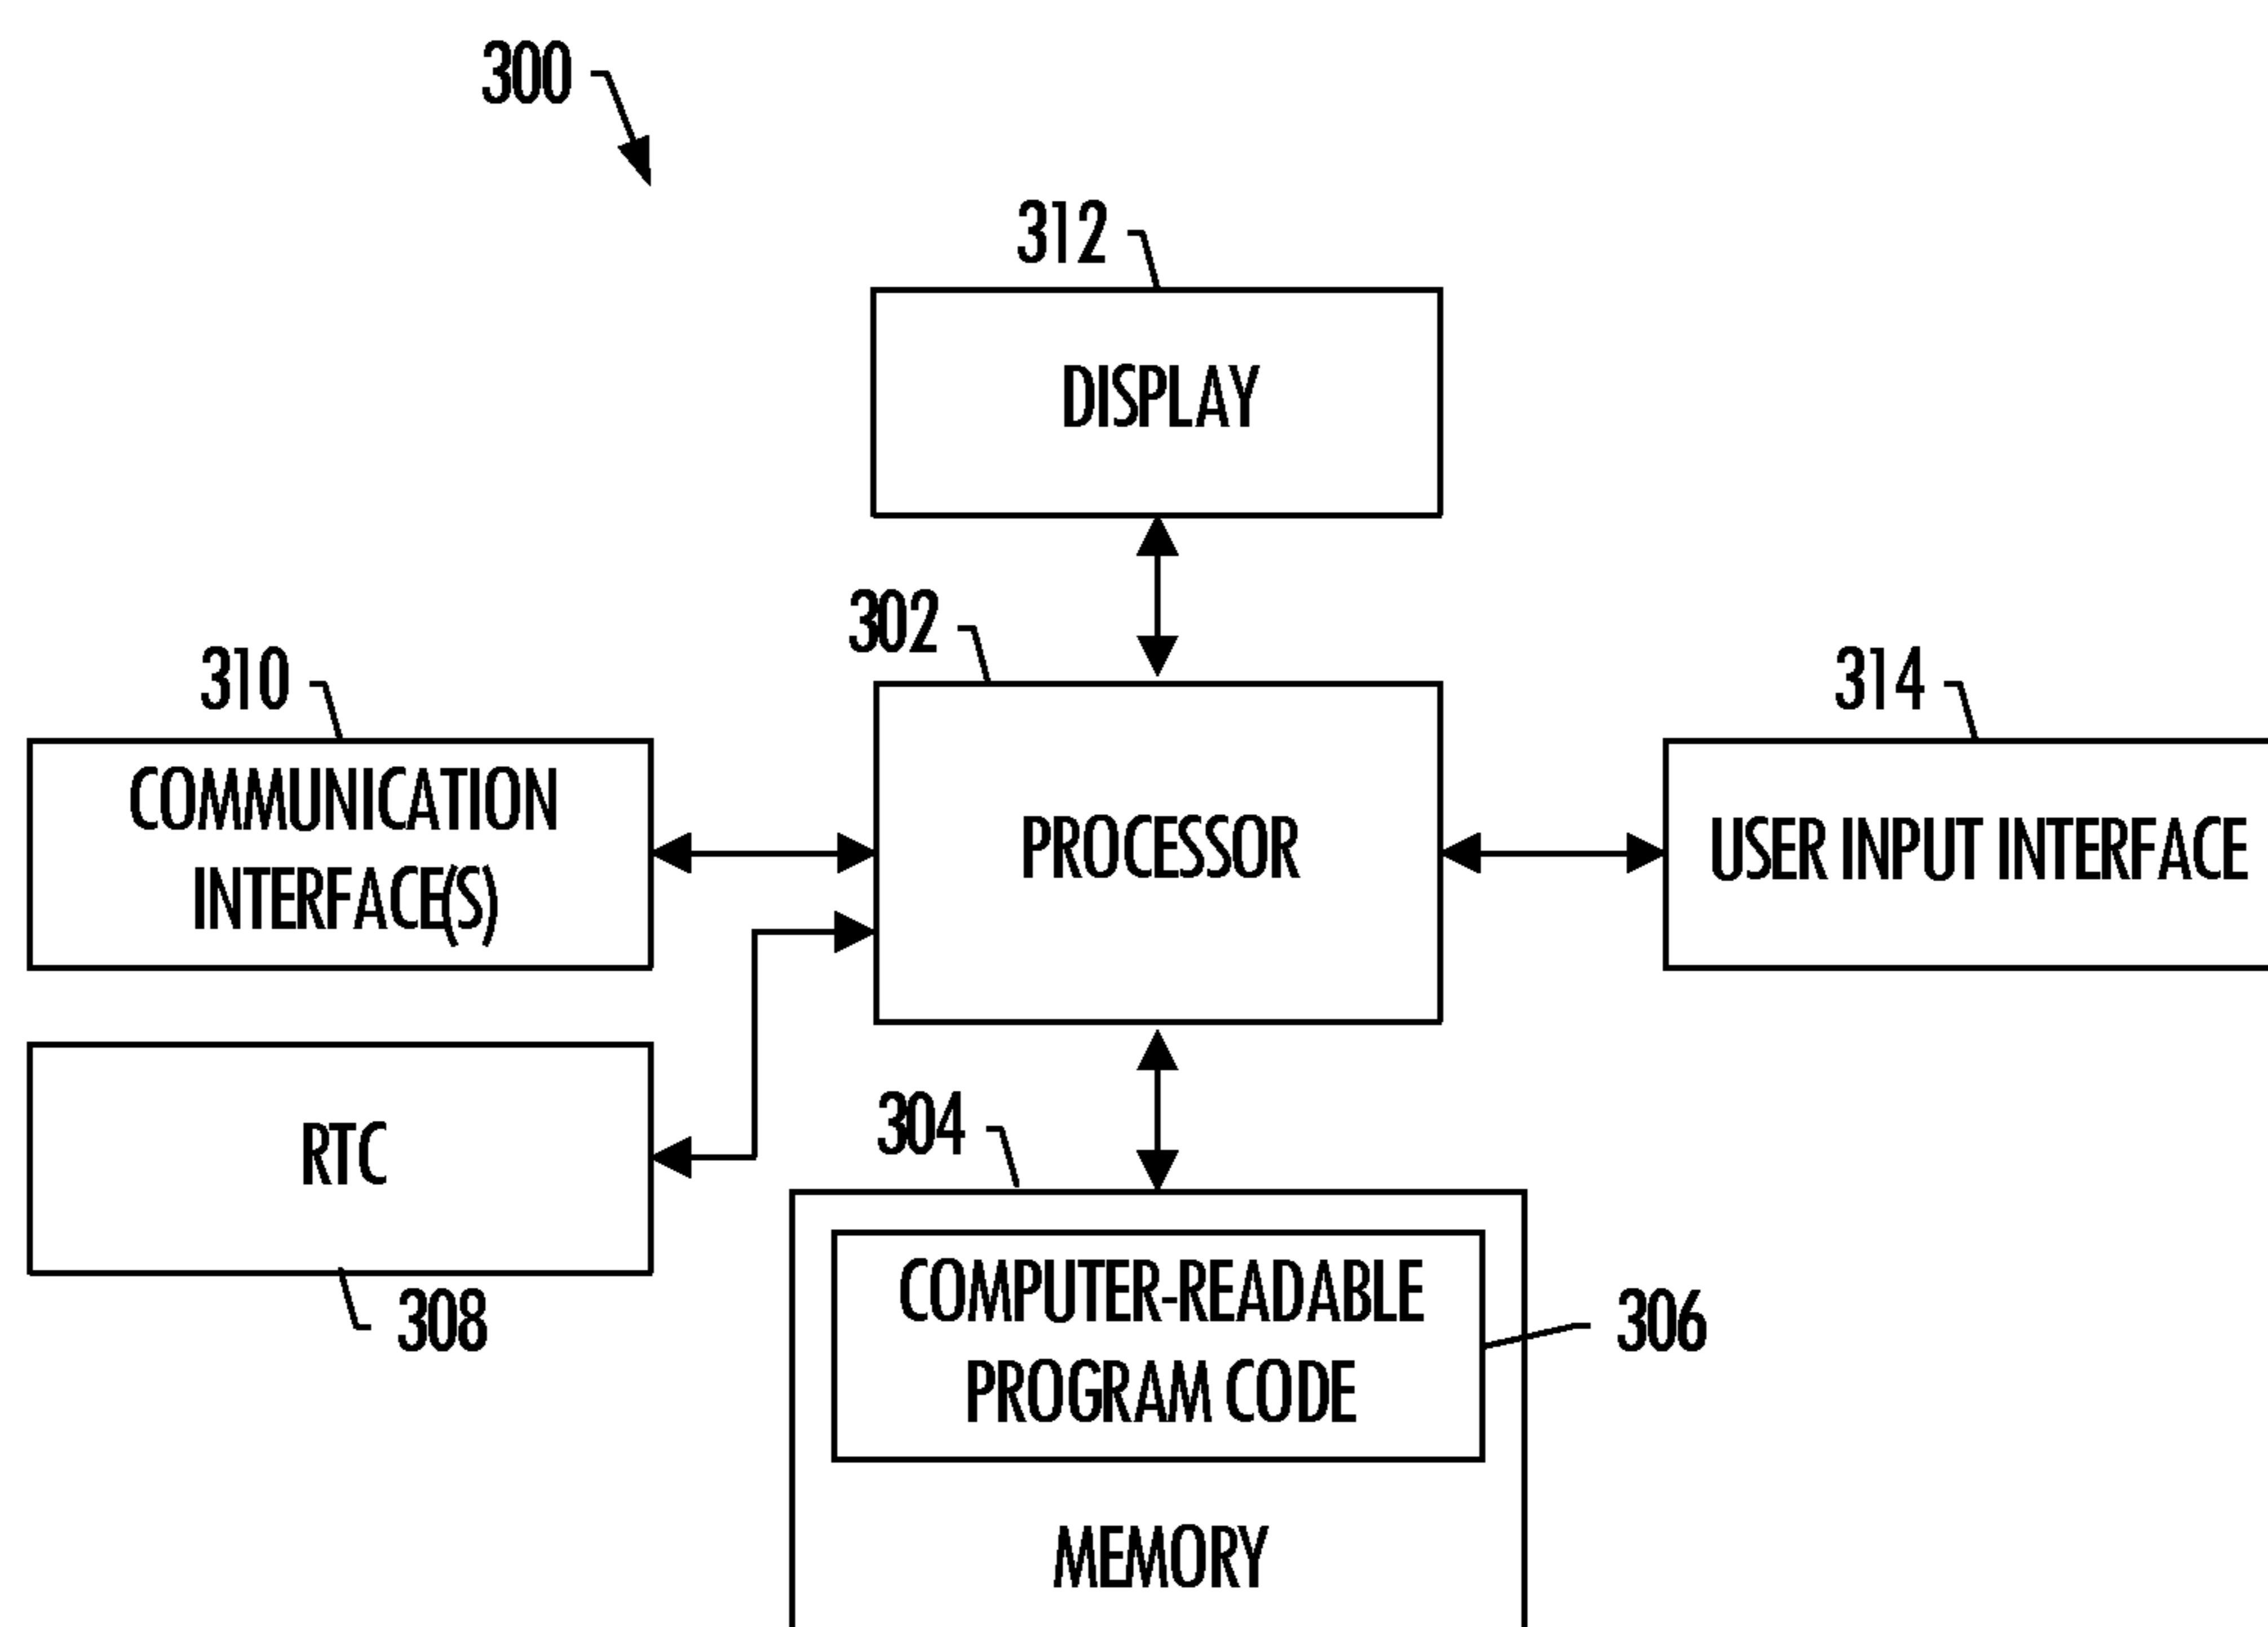 300
312
DISPLAY
302
310
314
COMMUNICATION
INTERFACE(S)
PROCESSOR
USER INPUT INTERFACE
304
RTC
308
COMPUTER-READABLE
PROGRAM CODE
306
MEMORY